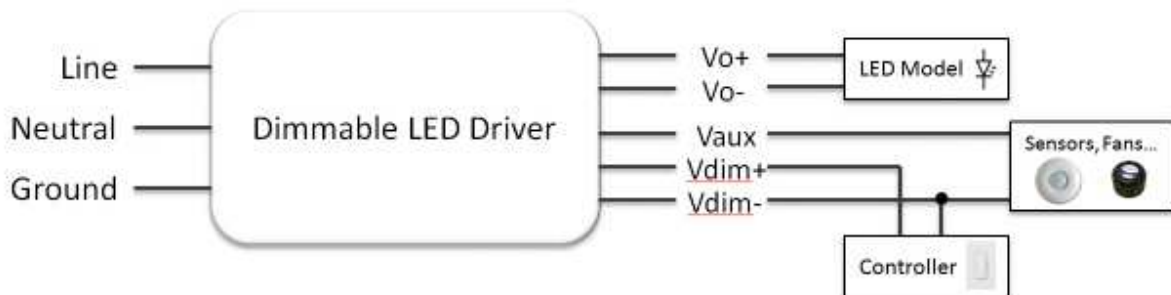 Line
Neutral
Ground
Dimmable LED Driver
Vo+
Vo-
Vaux
Vdim+
Vdim-
LED Model
Sensors, Fans...
Controller